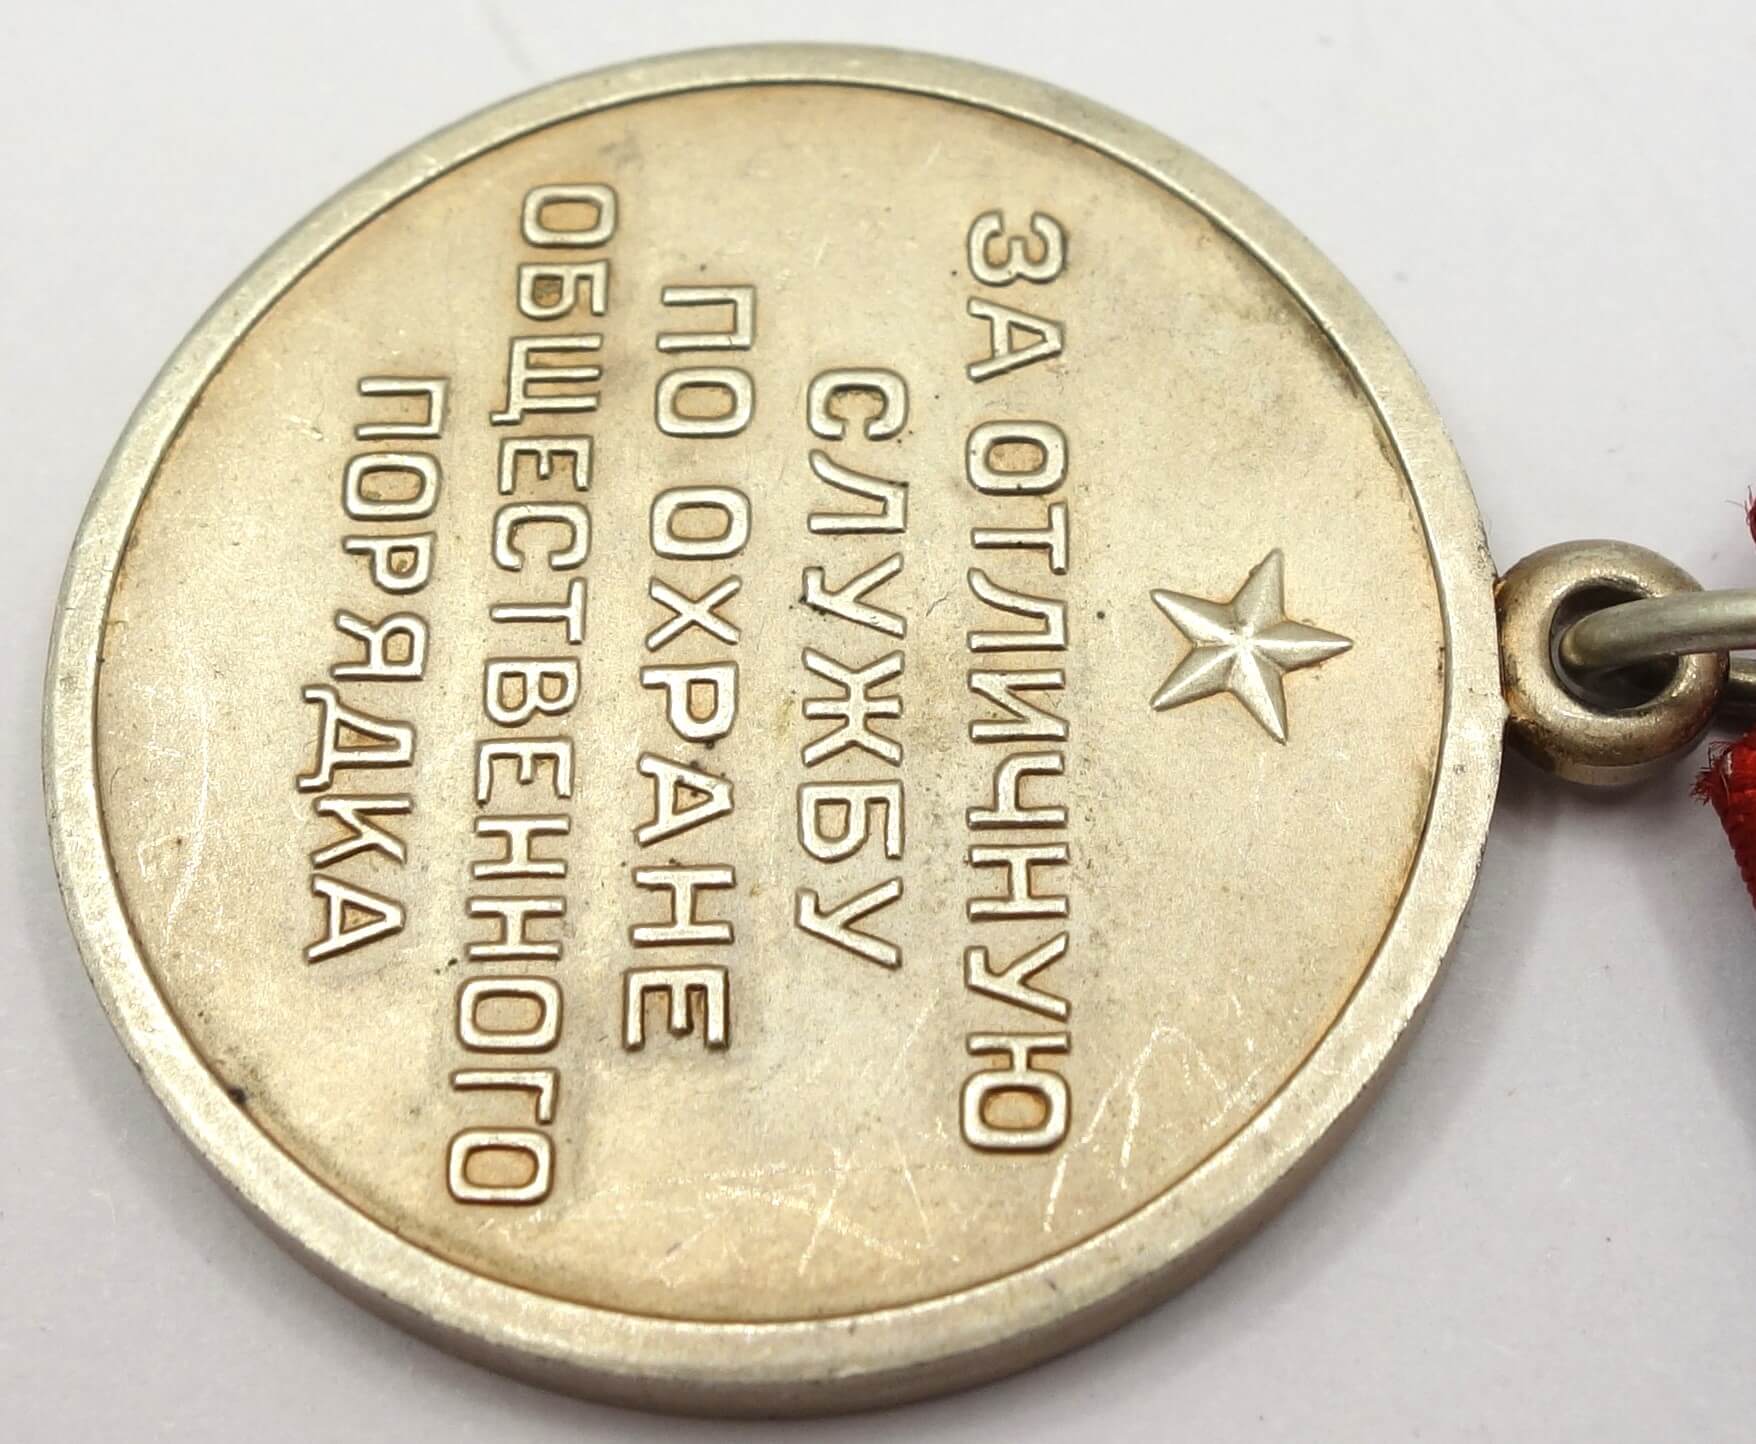 ЗА ОТЛИЧНУЮ
СЛУЖБУ
ПО ОХРАНЕ
ОБЩЕСТВЕННОГО
ПОРЯДКА